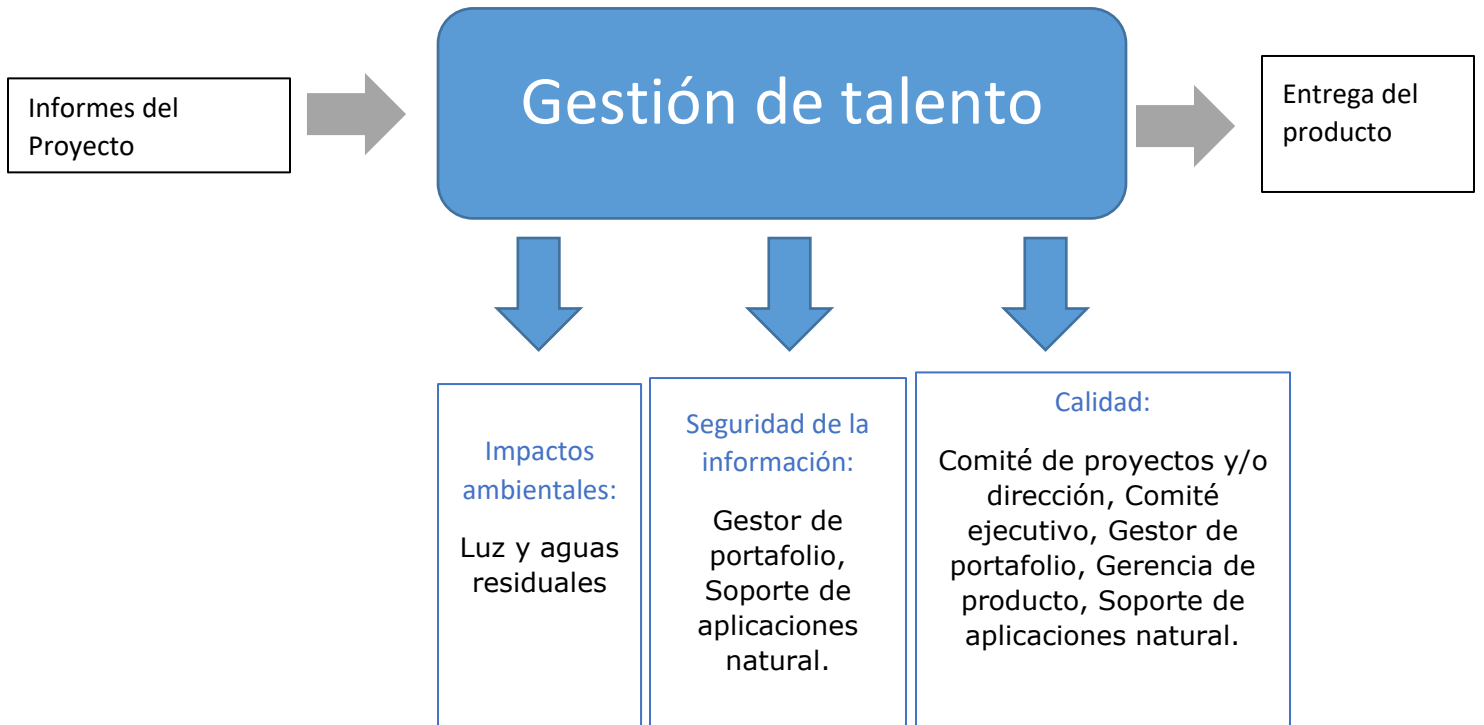 Informes del
Proyecto
Gestión de talento
Entrega del
producto
Impactos
ambientales:
Luz y aguas
residuales
Seguridad de la
información:
Gestor de
portafolio,
Soporte de
aplicaciones
natural.
Calidad:
Comité de proyectos y/o
dirección, Comité
ejecutivo, Gestor de
portafolio, Gerencia de
producto, Soporte de
aplicaciones natural.